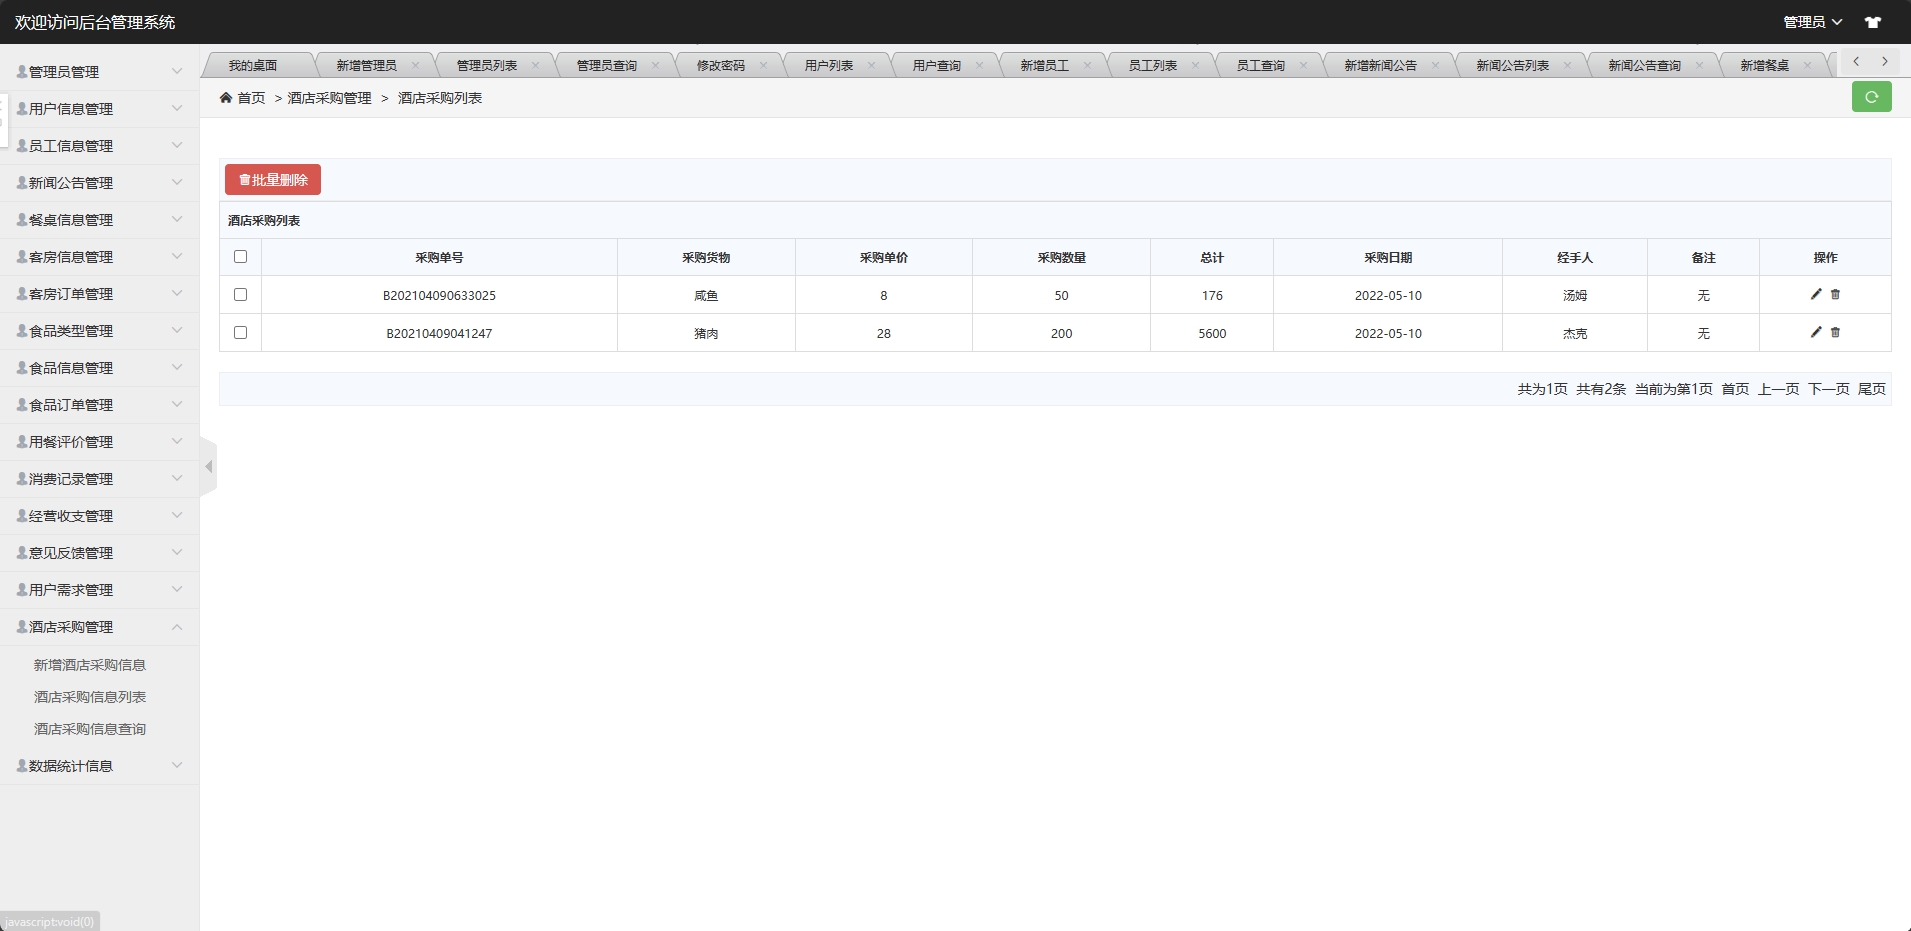 欢迎访问后台管理系统
管理员
我的桌面 新增管理员 管理员列表 管理员查询 修改密码 用户列表 用户查询 新增员工 员工列表 员工查询 新增新闻公告 新闻公告列表 新闻公告查询 新增餐桌
首页 > 酒店采购管理 > 酒店采购列表
管理员管理
用户信息管理
员工信息管理
新闻公告管理
餐桌信息管理
客房信息管理
客房订单管理
食品类型管理
食品信息管理
食品订单管理
用餐评价管理
消费记录管理
经营收支管理
意见反馈管理
用户需求管理
酒店采购管理
新增酒店采购信息
酒店采购信息列表
酒店采购信息查询
数据统计信息
批量删除
酒店采购列表
采购单号 采购货物 采购单价 采购数量 总计 采购日期 经手人 备注 操作
B202104090633025 咸鱼 8 50 176 2022-05-10 汤姆 无
B20210409041247 猪肉 28 200 5600 2022-05-10 杰克 无
共为1页 共有2条 当前为第1页 首页 上一页 下一页 尾页
javascript:void(0)